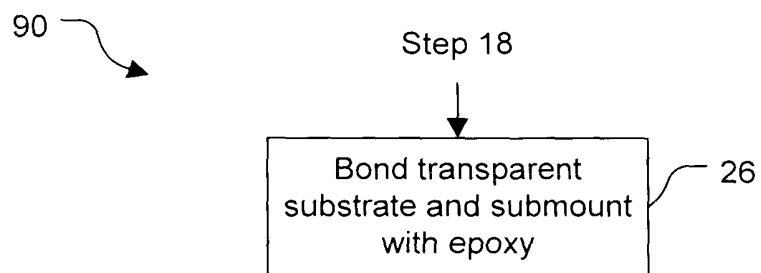 90
Step 18
Bond transparent
substrate and submount
with epoxy
26